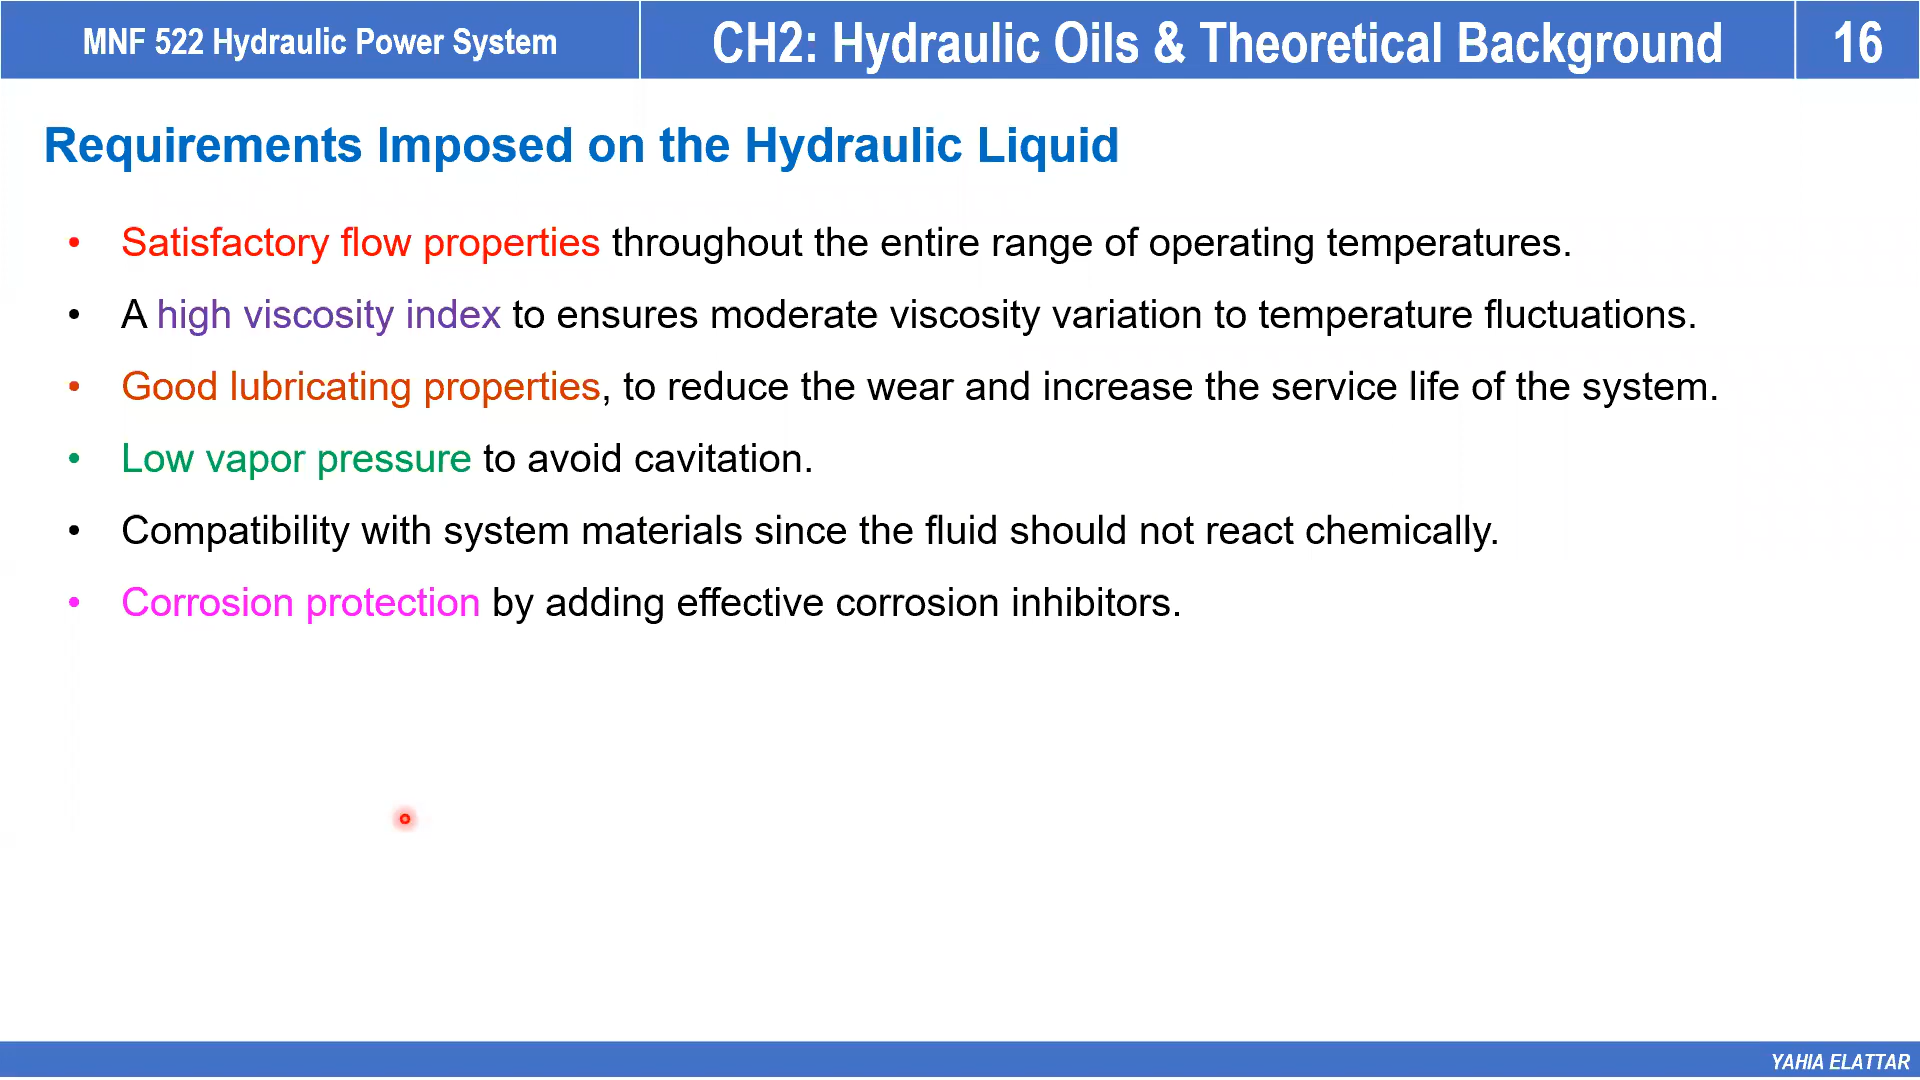 MNF 522 Hydraulic Power System
CH2: Hydraulic Oils & Theoretical Background
16
Requirements Imposed on the Hydraulic Liquid
• Satisfactory flow properties throughout the entire range of operating temperatures.
• A high viscosity index to ensures moderate viscosity variation to temperature fluctuations.
• Good lubricating properties, to reduce the wear and increase the service life of the system.
• Low vapor pressure to avoid cavitation.
• Compatibility with system materials since the fluid should not react chemically.
• Corrosion protection by adding effective corrosion inhibitors.
YAHIA ELATTAR